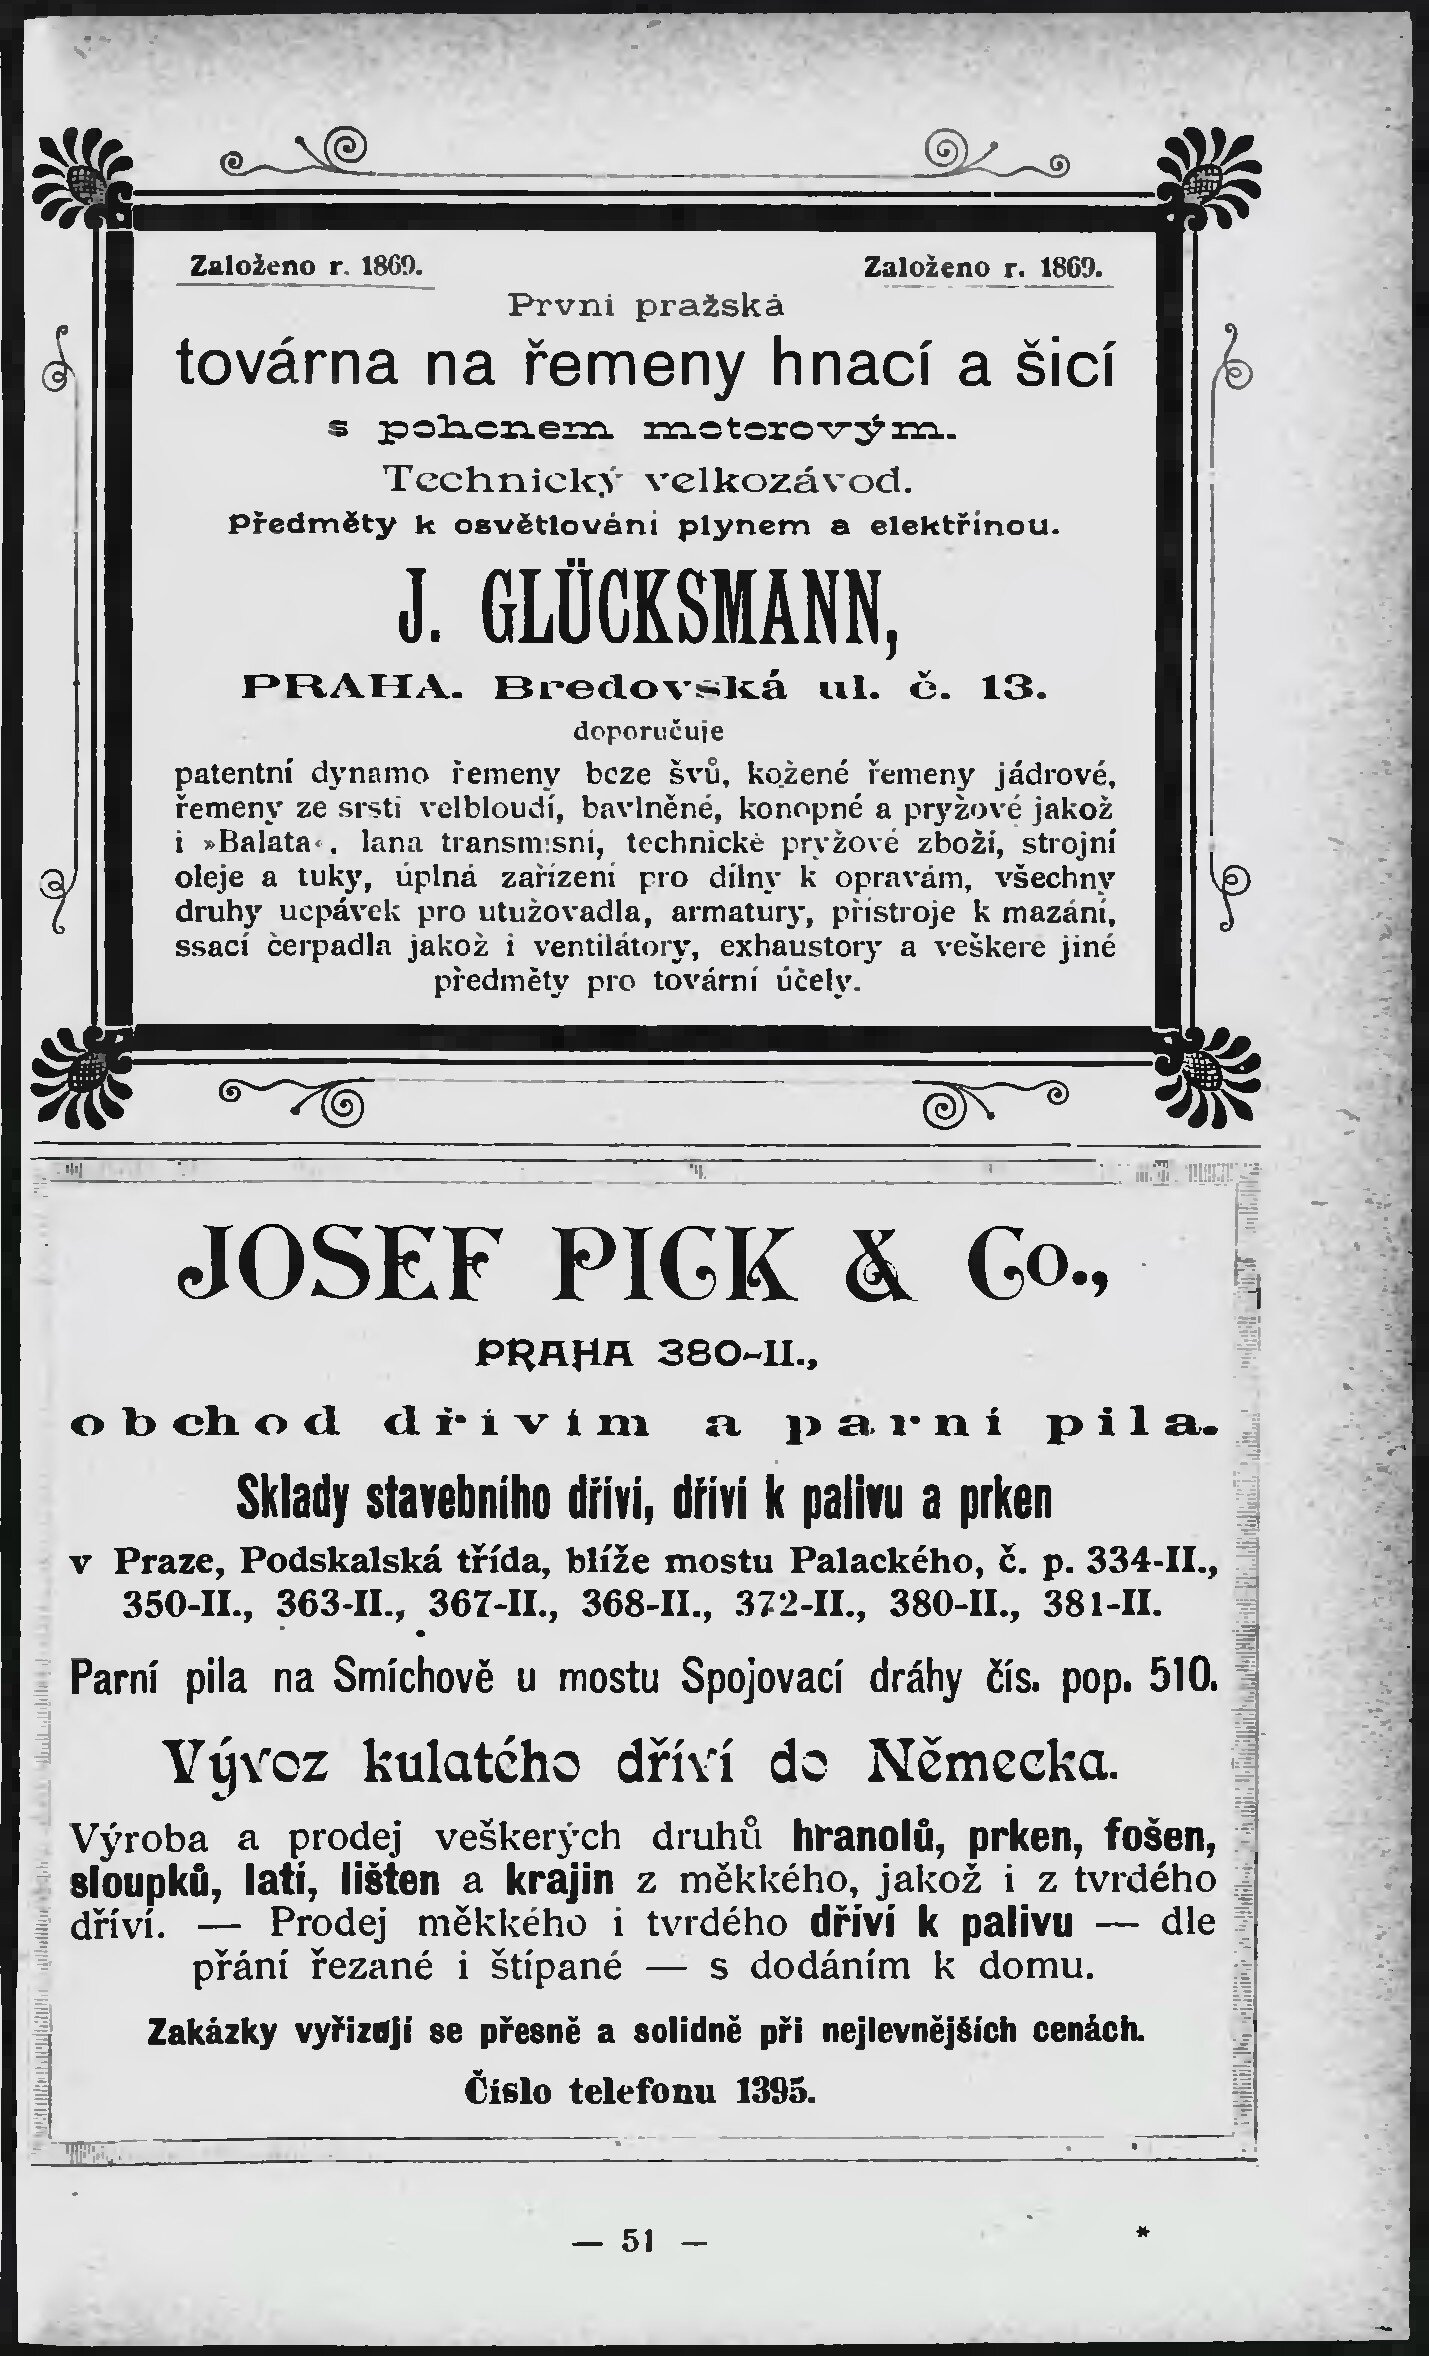 Založeno r. 1869.
Založeno r. 1869.
První pražská
továrna na řemeny hnací a šicí
s pohonem motorovým.
Technický velkozávod.
Předměty k osvětlování plynem a elektřinou.
J. GLÜCKSMANN,
PRAHA. Bredovská ul. č. 13.
doporučuje
patentní dynamo řemeny beze švů, kožené řemeny jádrové,
řemeny ze srsti velbloudí, bavlněné, konopné a pryžové jakož
i »Balata«. lana transmisní, technické pryžové zboží, strojní
oleje a tuky, úplná zařízení pro dílny k opravám, všechny
druhy ucpávek pro utužovadla, armatury, přístroje k mazání,
ssací čerpadla jakož i ventilátory, exhaustory a veškeré jiné
předměty pro tovární účely.
JOSEF PICK & Co.,
PRAHA 380-II.,
obchod dřívím a parní pila.
Sklady stavebního dříví, dříví k palivu a prken
v Praze, Podskalská třída, blíže mostu Palackého, č. p. 334-II.,
350-II., 363-II., 367-II., 368-II., 372-II., 380-II., 381-II.
Parní pila na Smíchově u mostu Spojovací dráhy čís. pop. 510.
Vývoz kulatého dříví do Německa.
Výroba a prodej veškerých druhů hranolů, prken, fošen,
sloupků, latí, lišten a krajin z měkkého, jakož i z tvrdého
dříví. — Prodej měkkého i tvrdého dříví k palivu — dle
přání řezané i štípané — s dodáním k domu.
Zakázky vyřizují se přesně a solidně při nejlevnějších cenách.
Číslo telefonu 1395.
— 51 —
*